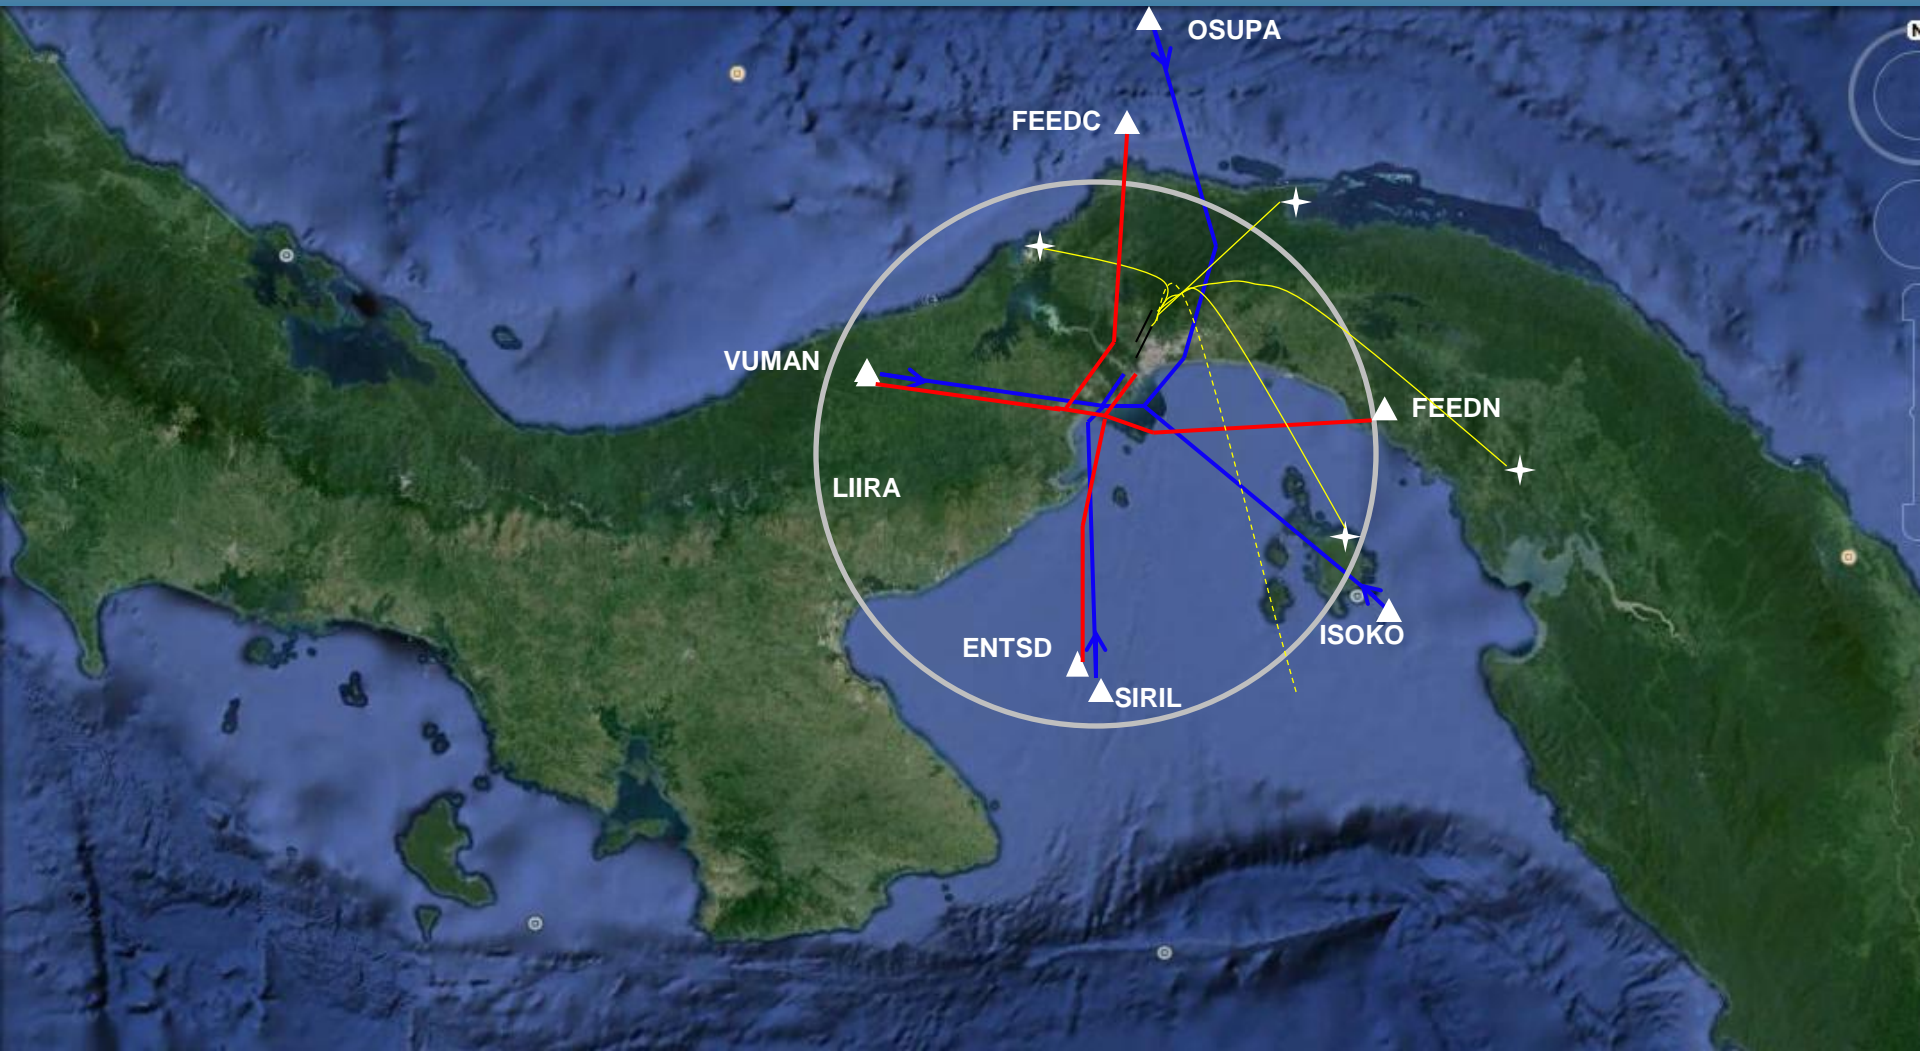 OSUPA
FEEDC
VUMAN
FEEDN
LIIRA
ISOKO
ENTSD
SIRIL
N